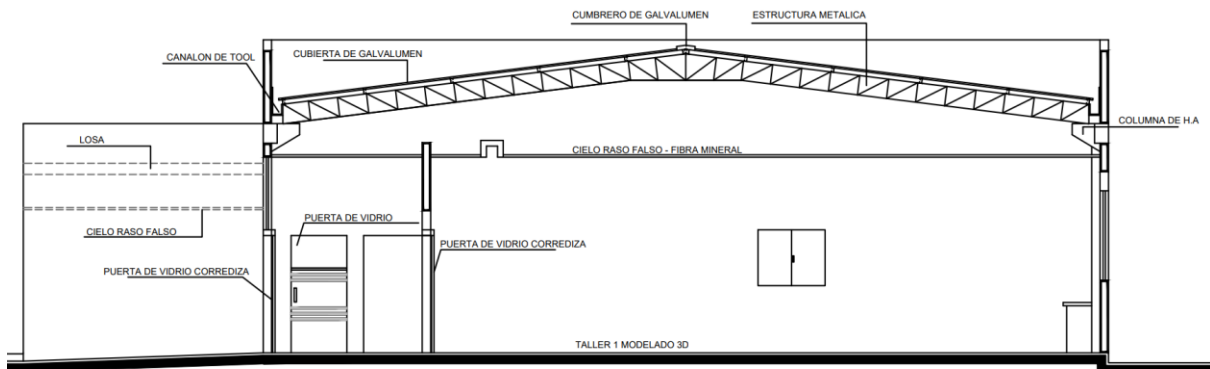 CUMBRERO DE GALVALUMEN
ESTRUCTURA METALICA
CANALON DE TOOL
CUBIERTA DE GALVALUMEN
COLUMNA DE H.A
LOSA
CIELO RASO FALSO - FIBRA MINERAL
PUERTA DE VIDRIO
CIELO RASO FALSO
PUERTA DE VIDRIO CORREDIZA
PUERTA DE VIDRIO CORREDIZA
TALLER 1 MODELADO 3D